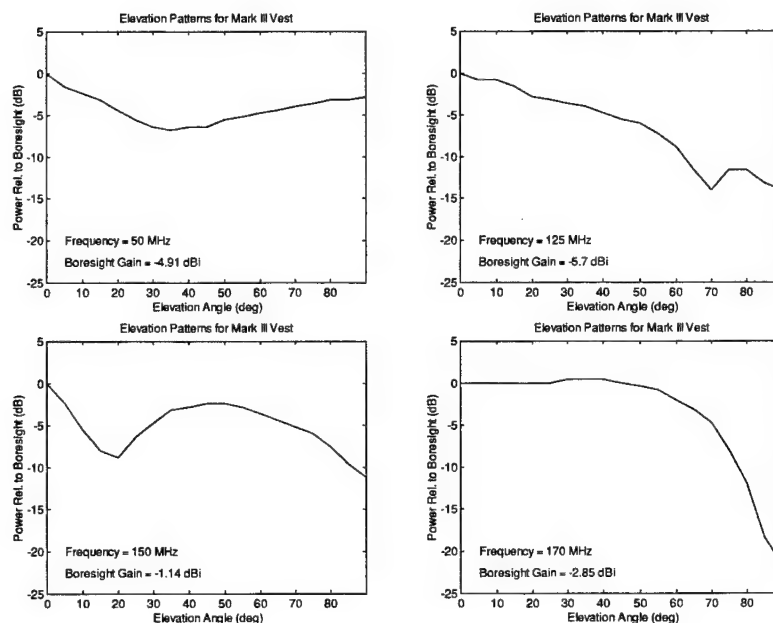 Elevation Patterns for Mark III Vest
5
0
-5
-10
-15
-20
-25
Power Rel. to Boresight (dB)
Frequency = 50 MHz
Boresight Gain = -4.91 dBi
0 10 20 30 40 50 60 70 80
Elevation Angle (deg)
Elevation Patterns for Mark III Vest
5
0
-5
-10
-15
-20
-25
Power Rel. to Boresight (dB)
Frequency = 125 MHz
Boresight Gain = -5.7 dBi
0 10 20 30 40 50 60 70 80
Elevation Angle (deg)
Elevation Patterns for Mark III Vest
5
0
-5
-10
-15
-20
-25
Power Rel. to Boresight (dB)
Frequency = 150 MHz
Boresight Gain = -1.14 dBi
0 10 20 30 40 50 60 70 80
Elevation Angle (deg)
Elevation Patterns for Mark III Vest
5
0
-5
-10
-15
-20
-25
Power Rel. to Boresight (dB)
Frequency = 170 MHz
Boresight Gain = -2.85 dBi
0 10 20 30 40 50 60 70 80
Elevation Angle (deg)